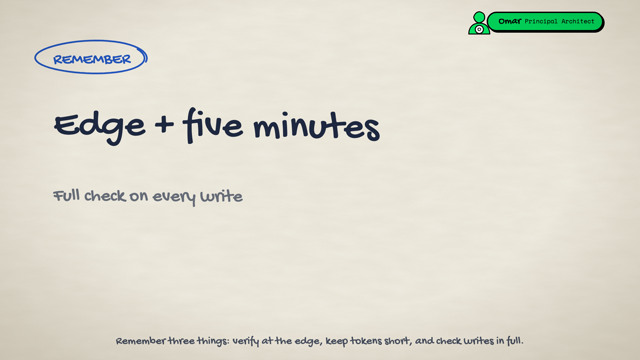 Omar Principal Architect
REMEMBER
Edge + five minutes
Full check on every write
Remember three things: verify at the edge, keep tokens short, and check writes in full.